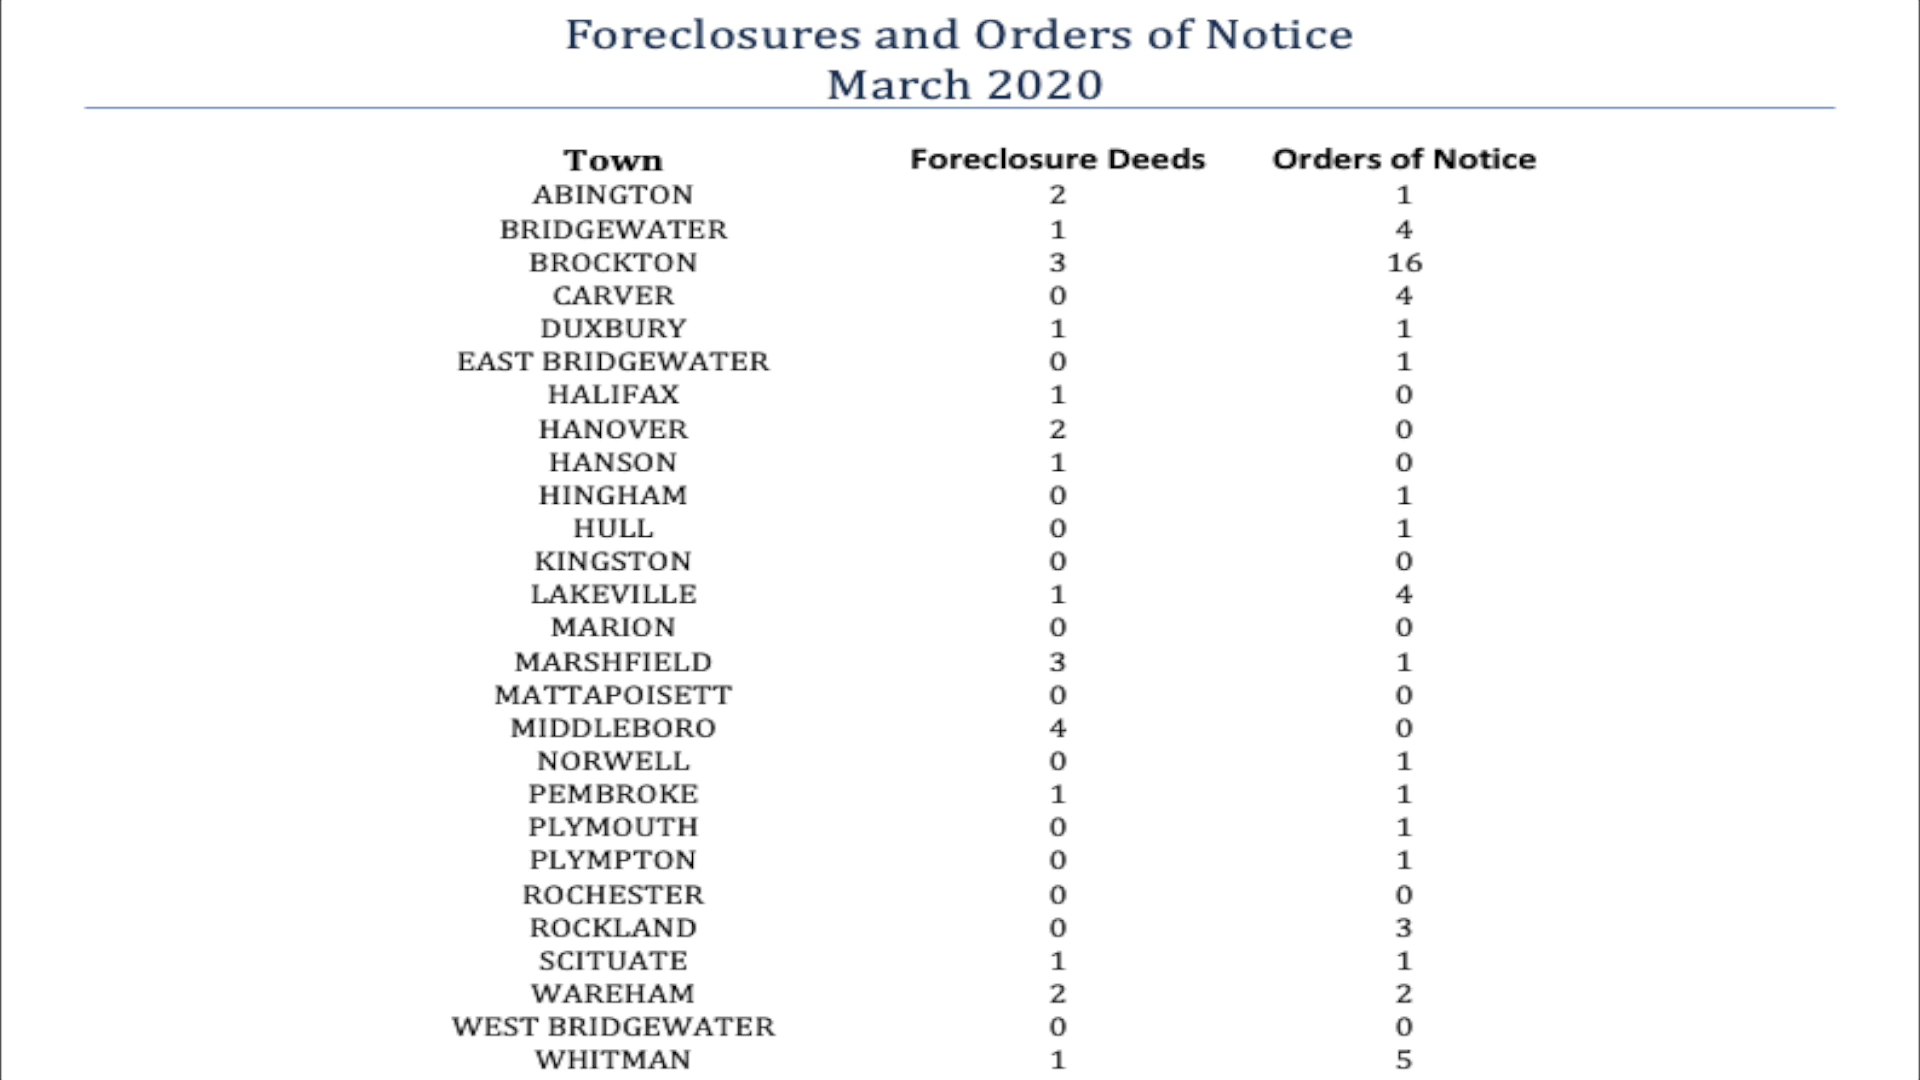 Foreclosures and Orders of Notice
March 2020
Town Foreclosure Deeds Orders of Notice
ABINGTON 2 1
BRIDGEWATER 1 4
BROCKTON 3 16
CARVER 0 4
DUXBURY 1 1
EAST BRIDGEWATER 0 1
HALIFAX 1 0
HANOVER 2 0
HANSON 1 0
HINGHAM 0 1
HULL 0 1
KINGSTON 0 0
LAKEVILLE 1 4
MARION 0 0
MARSHFIELD 3 1
MATTAPOISETT 0 0
MIDDLEBORO 4 0
NORWELL 0 1
PEMBROKE 1 1
PLYMOUTH 0 1
PLYMPTON 0 1
ROCHESTER 0 0
ROCKLAND 0 3
SCITUATE 1 1
WAREHAM 2 2
WEST BRIDGEWATER 0 0
WHITMAN 1 5